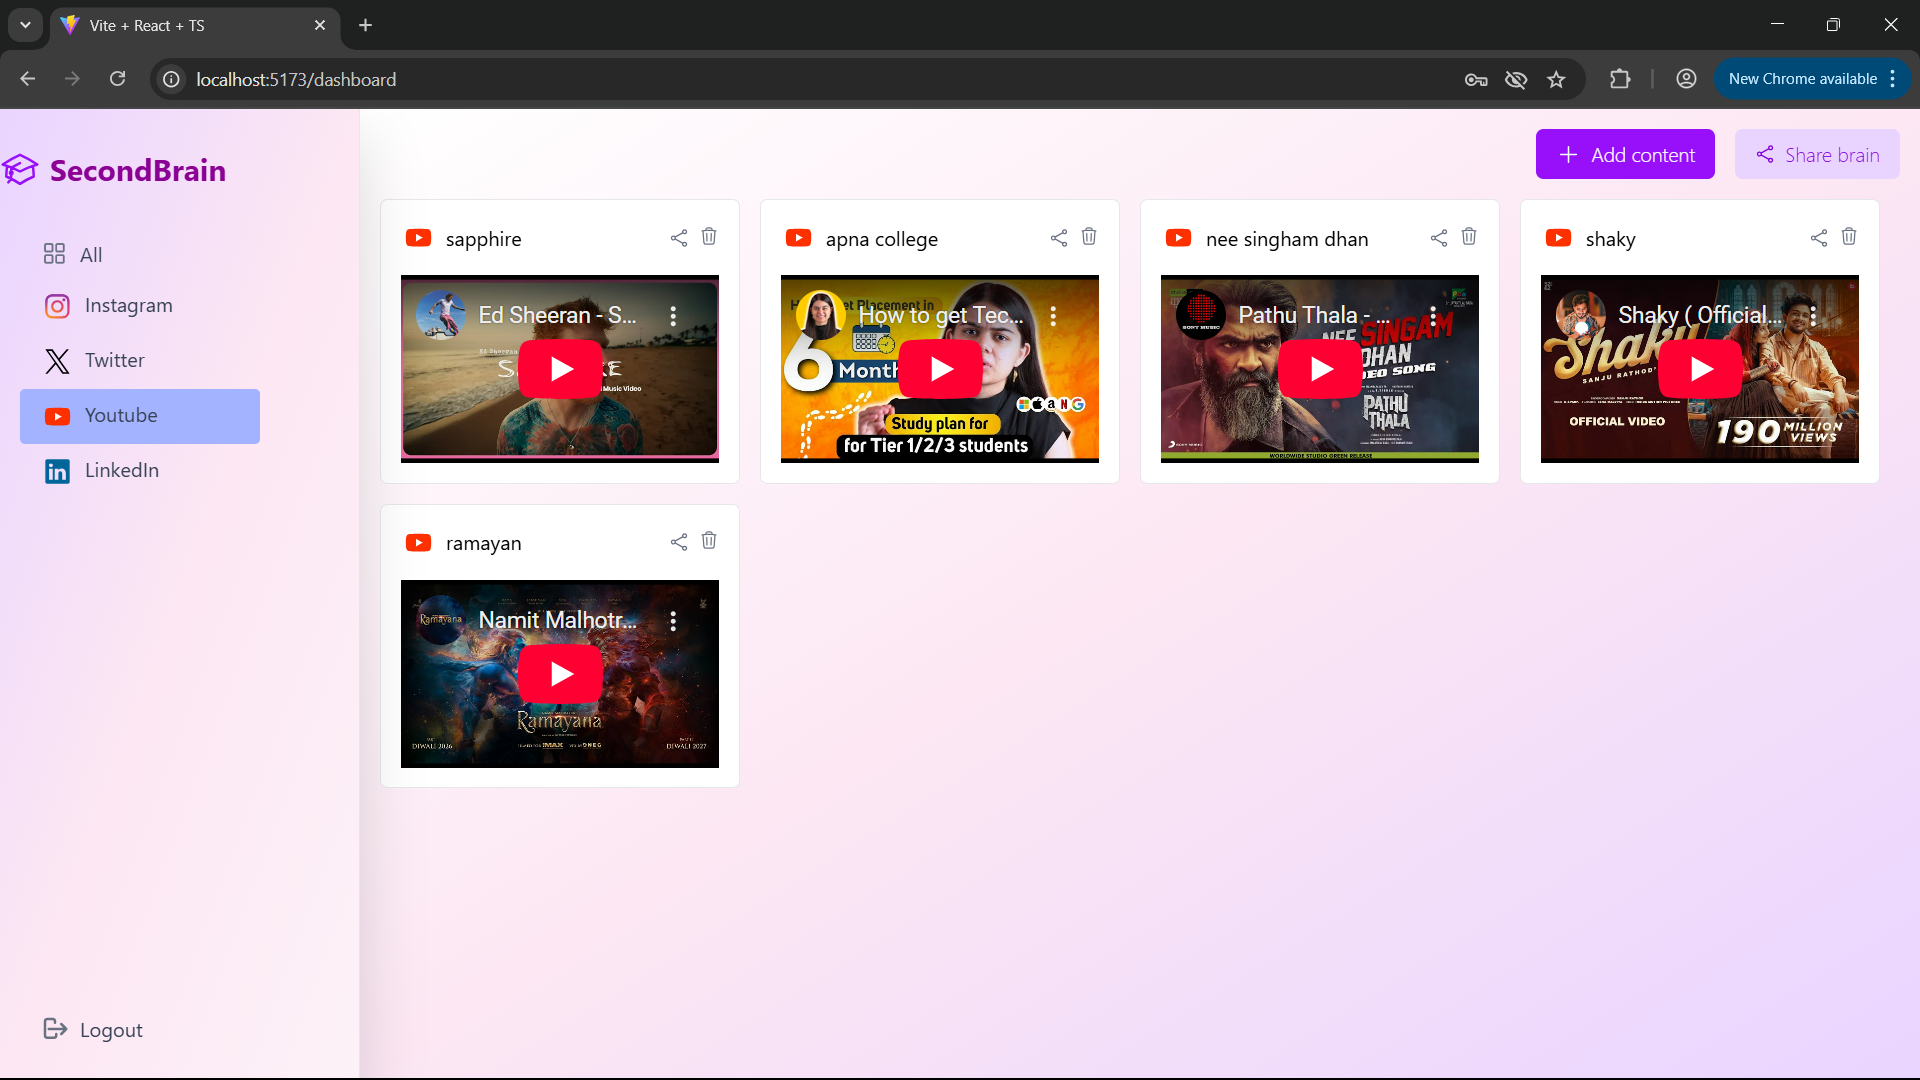 Vite + React + TS
localhost:5173/dashboard
New Chrome available
SecondBrain
All
Instagram
Twitter
Youtube
LinkedIn
Logout
Add content
Share brain
sapphire
Ed Sheeran - S...
Music Video
apna college
How to get Tec...
6
Month
Study plan for
for Tier 1/2/3 students
nee singham dhan
Pathu Thala - ...
SONY MUSIC
NEE SINGAM
DHAN
VIDEO SONG
PATHU
THALA
WORLDWIDE STUDIO GREEN RELEASE
shaky
Shaky ( Official...
Shaky
SANJU RATHOD
OFFICIAL VIDEO
190 MILLION
VIEWS
ramayan
Namit Malhotr...
Ramayana
Ramayana
DIWALI 2026
DIWALI 2027